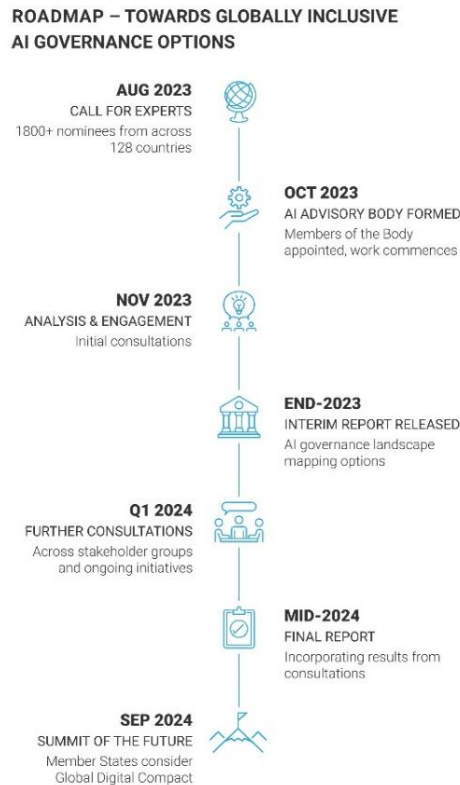 ROADMAP – TOWARDS GLOBALLY INCLUSIVE
AI GOVERNANCE OPTIONS
AUG 2023
CALL FOR EXPERTS
1800+ nominees from across
128 countries
OCT 2023
AI ADVISORY BODY FORMED
Members of the Body
appointed, work commences
NOV 2023
ANALYSIS & ENGAGEMENT
Initial consultations
END-2023
INTERIM REPORT RELEASED
AI governance landscape
mapping options
Q1 2024
FURTHER CONSULTATIONS
Across stakeholder groups
and ongoing initiatives
MID-2024
FINAL REPORT
Incorporating results from
consultations
SEP 2024
SUMMIT OF THE FUTURE
Member States consider
Global Digital Compact